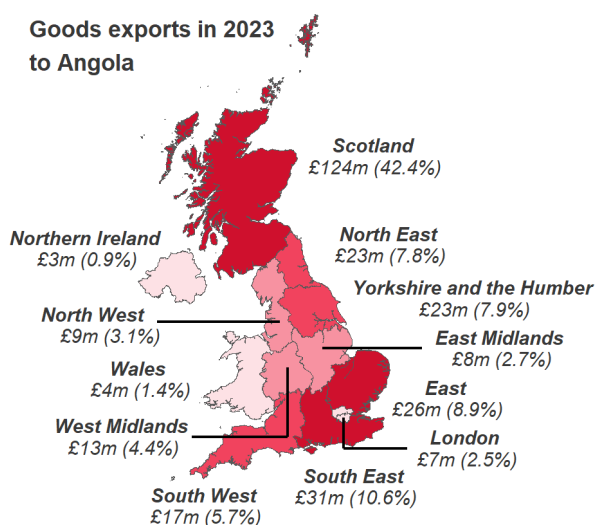 Goods exports in 2023
to Angola
Scotland
£124m (42.4%)
Northern Ireland
£3m (0.9%)
North East
£23m (7.8%)
Yorkshire and the Humber
£23m (7.9%)
North West
£9m (3.1%)
East Midlands
£8m (2.7%)
Wales
£4m (1.4%)
East
£26m (8.9%)
West Midlands
£13m (4.4%)
London
£7m (2.5%)
South East
£31m (10.6%)
South West
£17m (5.7%)